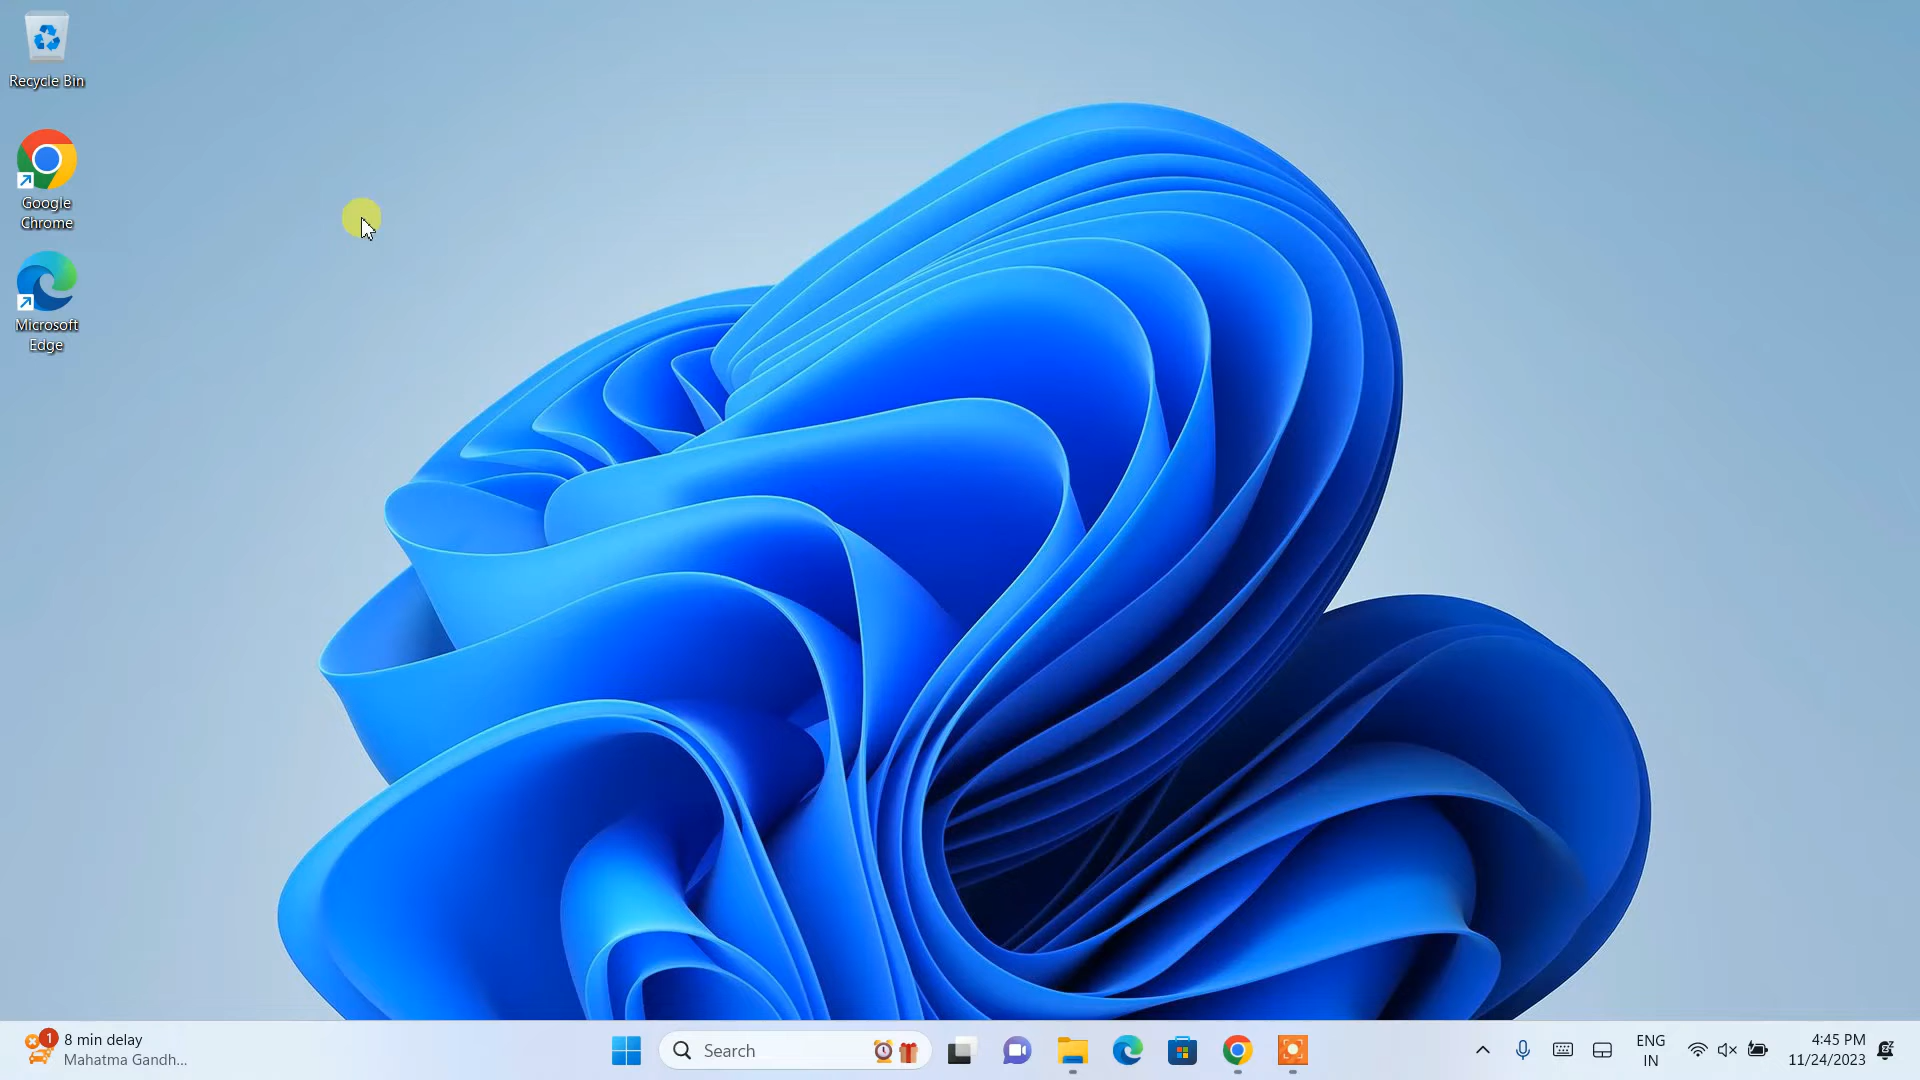 Recycle Bin
Google
Chrome
Microsoft
Edge
1
8 min delay
Mahatma Gandh...
Search
ENG
IN
4:45 PM
11/24/2023